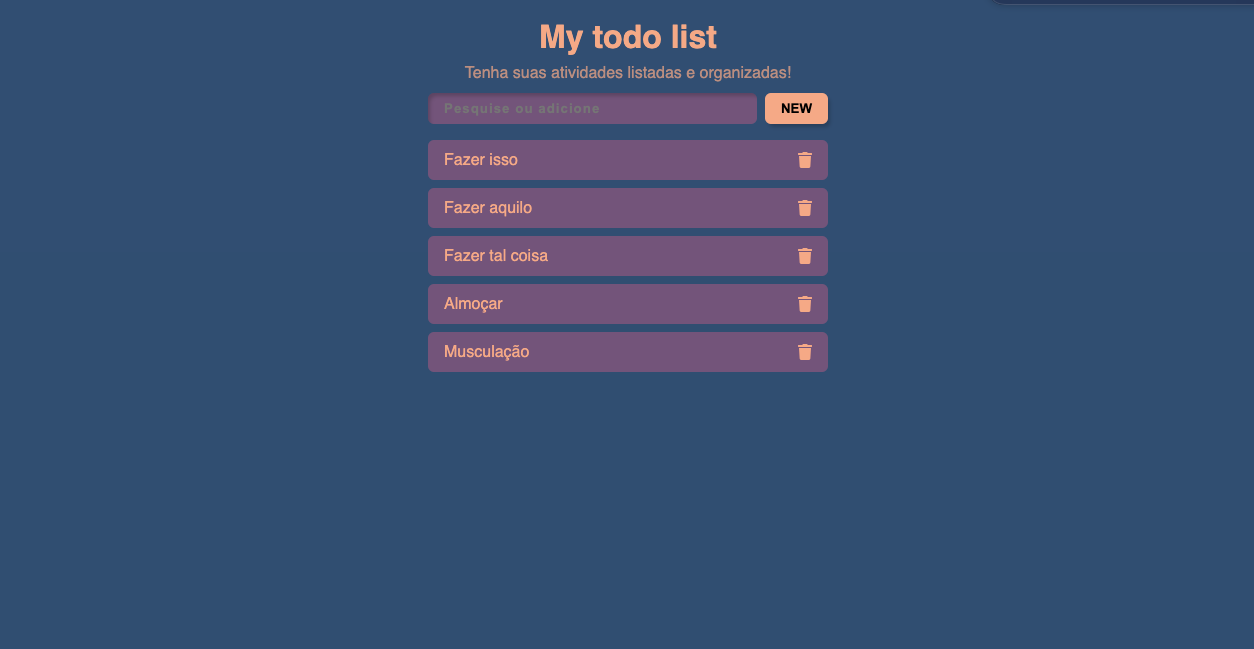 My todo list
Tenha suas atividades listadas e organizadas!
Pesquise ou adicione
NEW
Fazer isso
Fazer aquilo
Fazer tal coisa
Almoçar
Musculação